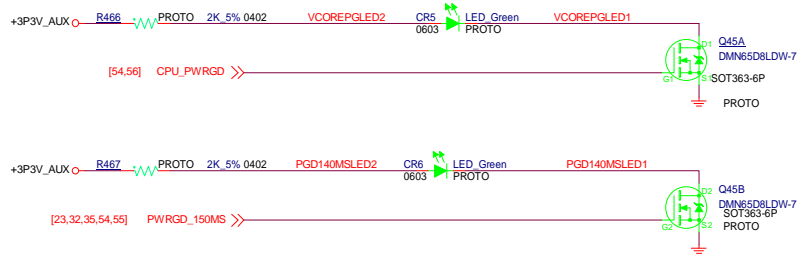 +3P3V_AUX R466 PROTO 2K_5% 0402 VCOREPGLED2 CR5 LED_Green VCOREPGLED1
0603 PROTO
D1 Q45A
DMN65D8LDW-7
[54,56] CPU_PWRGD G1 S1 SOT363-6P
PROTO
+3P3V_AUX R467 PROTO 2K_5% 0402 PGD140MSLED2 CR6 LED_Green PGD140MSLED1
0603 PROTO
D2 Q45B
DMN65D8LDW-7
SOT363-6P
[23,32,35,54,55] PWRGD_150MS G2 S2 PROTO